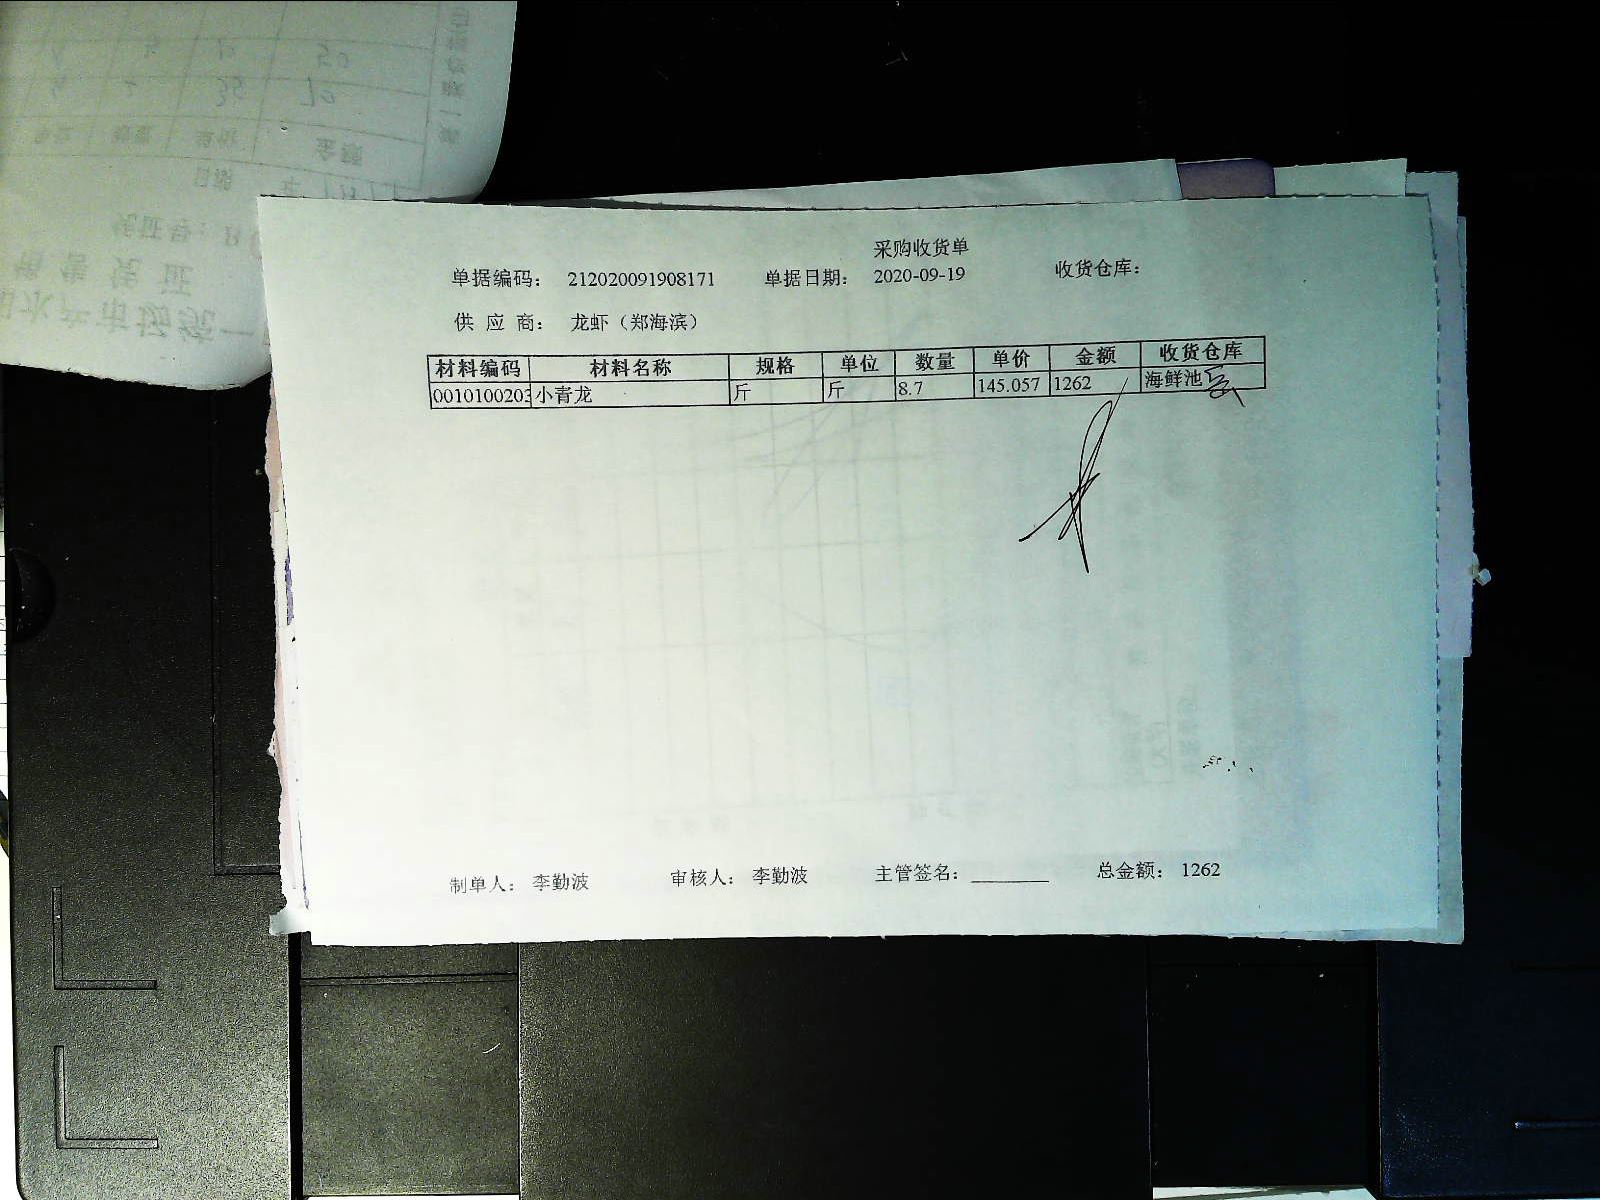 采购收货单
单据编码： 212020091908171 单据日期： 2020-09-19 收货仓库：
供 应 商： 龙虾（郑海滨）
材料编码 材料名称 规格 单位 数量 单价 金额 收货仓库
0010100203 小青龙 斤 斤 8.7 145.057 1262 海鲜池
制单人： 李勤波 审核人： 李勤波 主管签名：________ 总金额： 1262